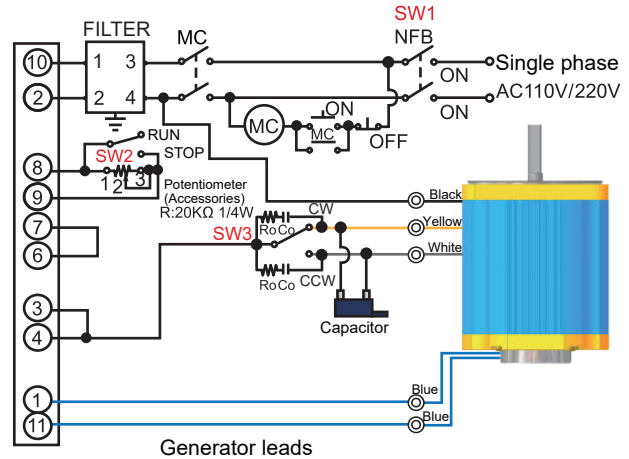 SW1
FILTER
MC
NFB
10
1
3
ON
Single phase
2
2
4
ON
AC110V/220V
MC
ON
MC
OFF
RUN
SW2
STOP
8
1
2
3
9
Potentiometer
(Accessories)
R:20KΩ 1/4W
Black
7
SW3
Ro Co
CW
Yellow
6
White
Ro Co
CCW
3
4
Capacitor
1
Blue
11
Blue
Generator leads